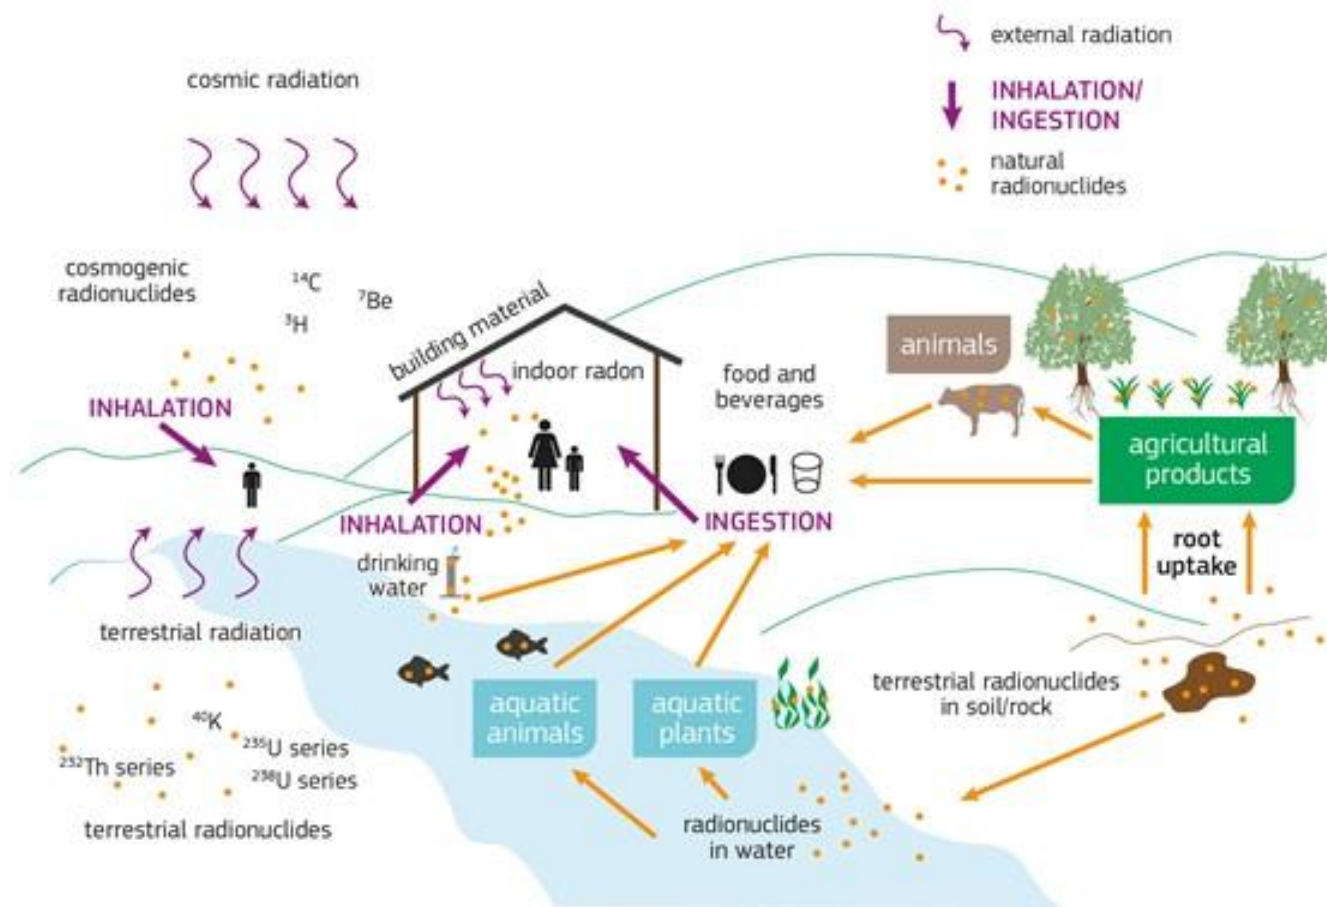 external radiation
cosmic radiation
INHALATION/
INGESTION
natural
radionuclides
cosmogenic
radionuclides
¹⁴C
⁷Be
³H
building material
indoor radon
food and
beverages
animals
INHALATION
agricultural
products
INHALATION
INGESTION
root
uptake
drinking
water
terrestrial radiation
terrestrial radionuclides
in soil/rock
aquatic
animals
aquatic
plants
⁴⁰K
²³⁵U series
²³²Th series
²³⁸U series
terrestrial radionuclides
radionuclides
in water